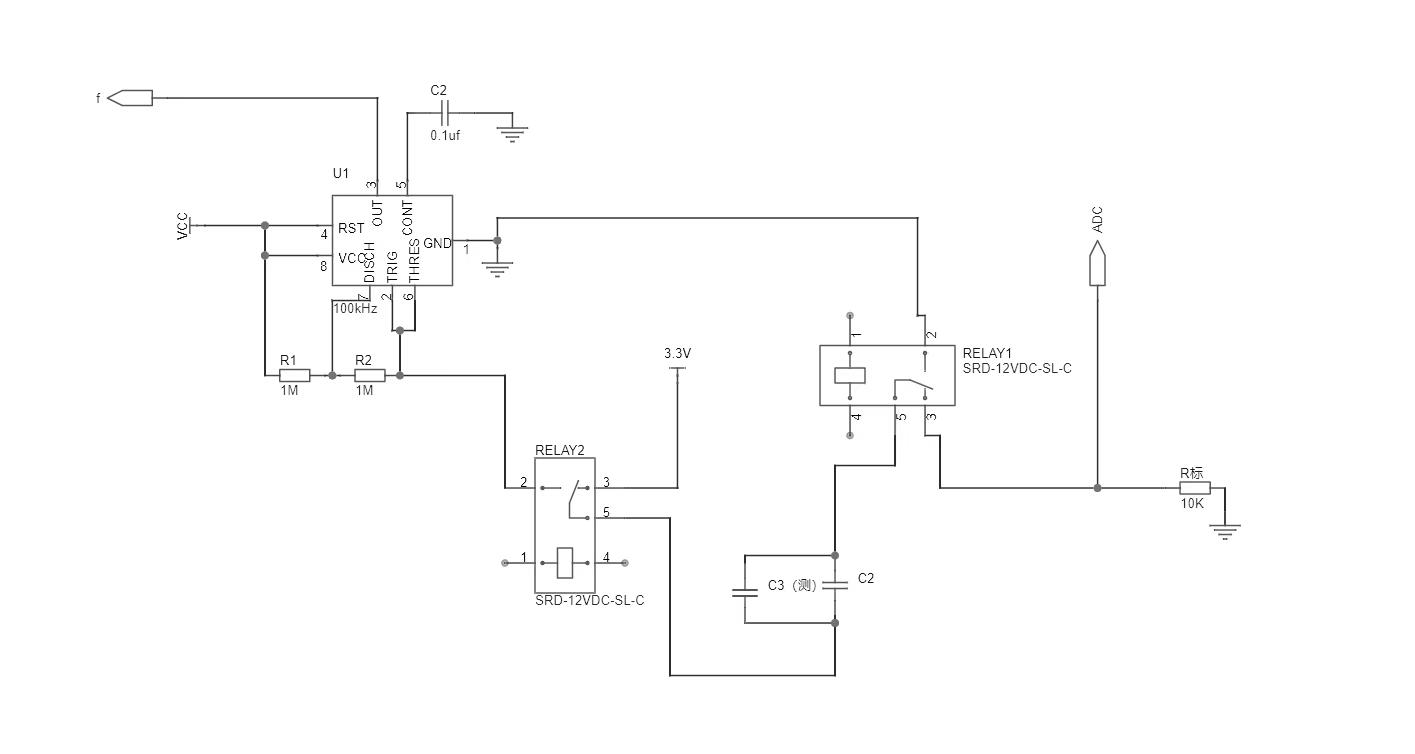 f
C2
0.1uf
U1
3
5
OUT
CONT
VCC
4
RST
GND
1
8
VCC
DISCH
TRIG
THRES
7
2
6
100kHz
R1
1M
R2
1M
3.3V
ADC
1
2
RELAY1
SRD-12VDC-SL-C
4
5
3
RELAY2
2
3
5
1
4
SRD-12VDC-SL-C
R标
10K
C3（测）
C2